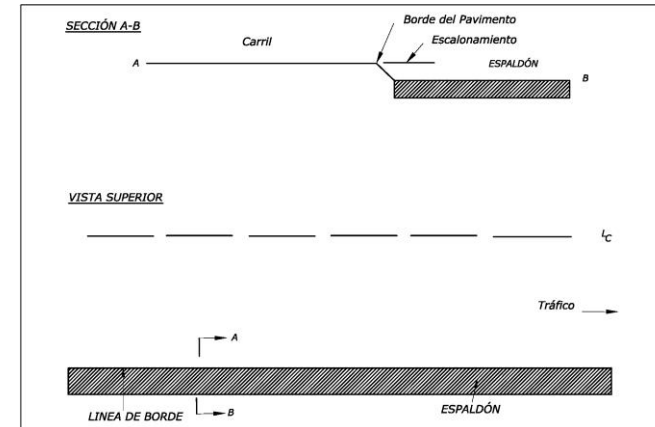 SECCIÓN A-B
Borde del Pavimento
Carril
Escalonamiento
A
ESPALDÓN
B
VISTA SUPERIOR
LC
Tráfico
A
B
LINEA DE BORDE
ESPALDÓN